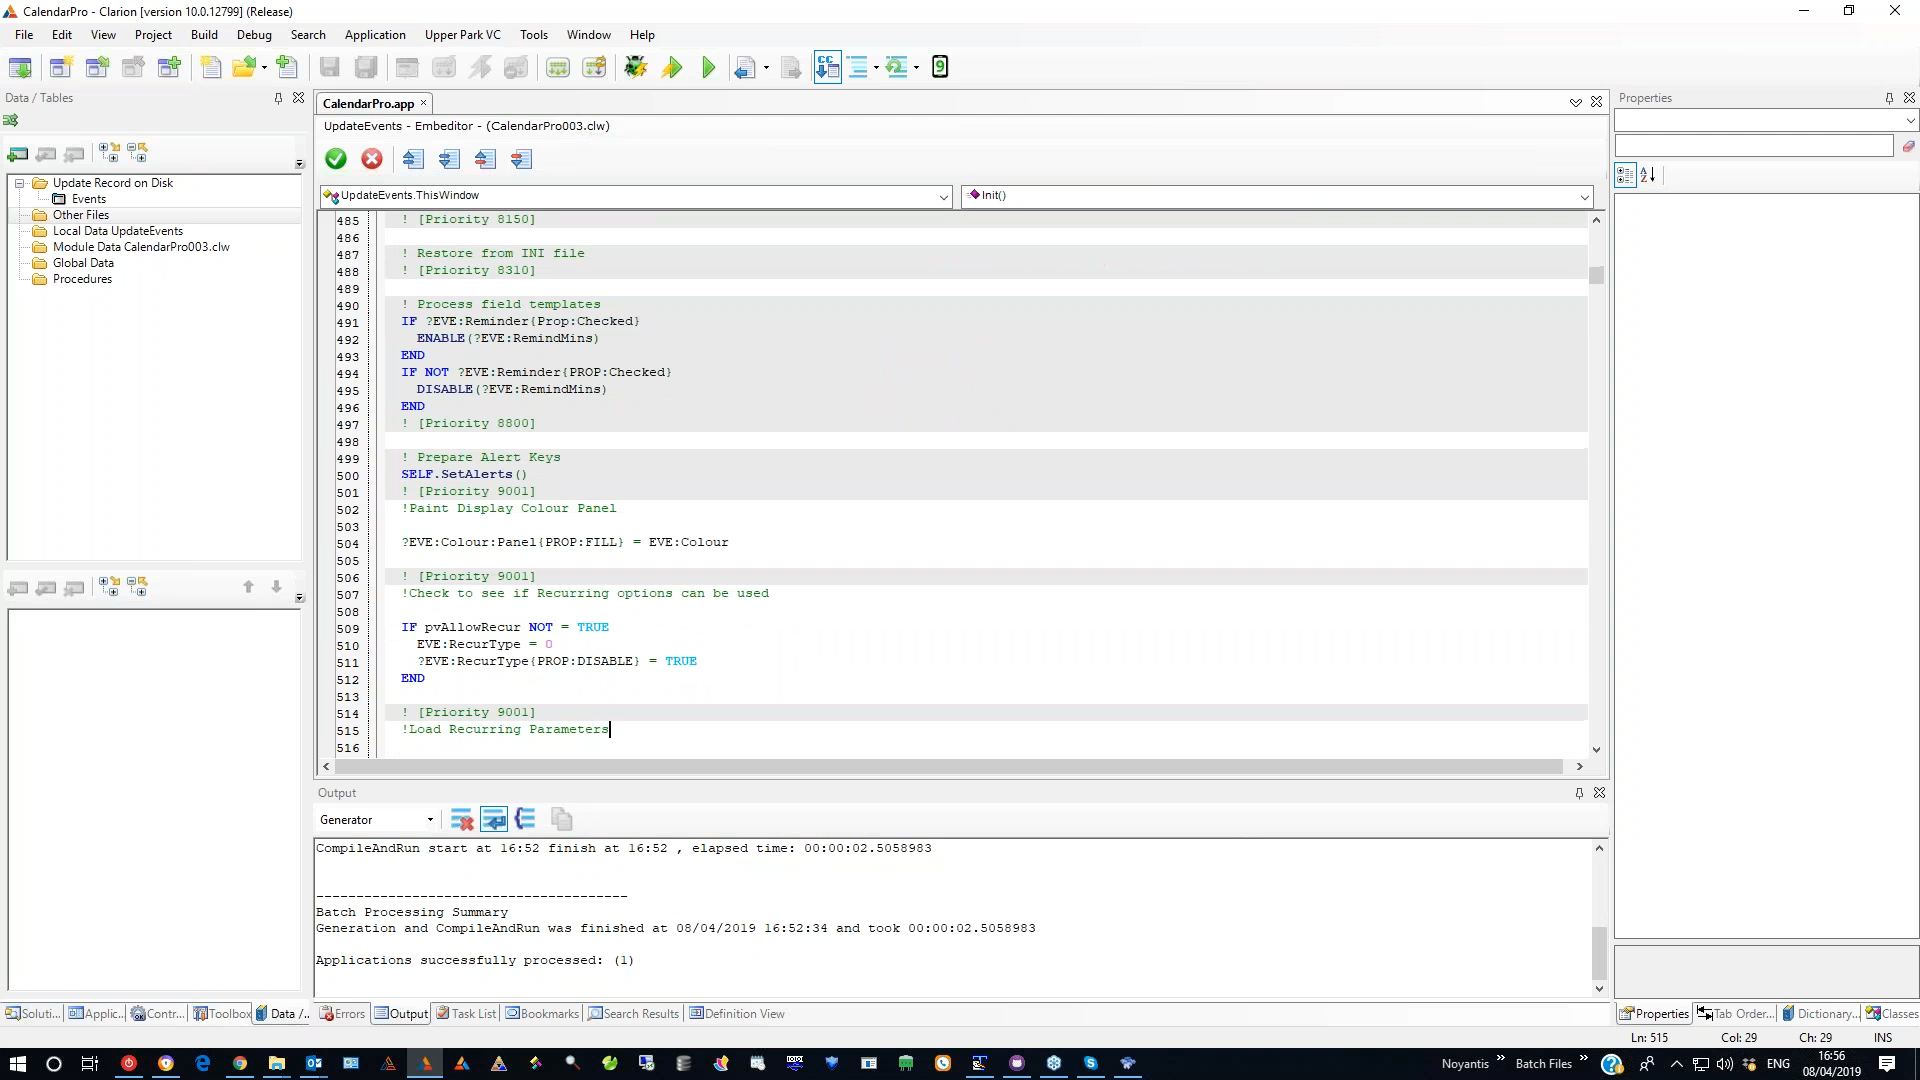 CalendarPro - Clarion [version 10.0.12799] (Release)
File Edit View Project Build Debug Search Application Upper Park VC Tools Window Help
Data / Tables
CalendarPro.app
Properties
UpdateEvents - Embeditor - (CalendarPro003.clw)
UpdateEvents.ThisWindow
Init()
Update Record on Disk
Events
Other Files
Local Data UpdateEvents
Module Data CalendarPro003.clw
Global Data
Procedures
485 ! [Priority 8150]
486
487 ! Restore from INI file
488 ! [Priority 8310]
489
490 ! Process field templates
491 IF ?EVE:Reminder{Prop:Checked}
492 ENABLE(?EVE:RemindMins)
493 END
494 IF NOT ?EVE:Reminder{PROP:Checked}
495 DISABLE(?EVE:RemindMins)
496 END
497 ! [Priority 8800]
498
499 ! Prepare Alert Keys
500 SELF.SetAlerts()
501 ! [Priority 9001]
502 !Paint Display Colour Panel
503
504 ?EVE:Colour:Panel{PROP:FILL} = EVE:Colour
505
506 ! [Priority 9001]
507 !Check to see if Recurring options can be used
508
509 IF pvAllowRecur NOT = TRUE
510 EVE:RecurType = 0
511 ?EVE:RecurType{PROP:DISABLE} = TRUE
512 END
513
514 ! [Priority 9001]
515 !Load Recurring Parameters
516
Output
Generator
CompileAndRun start at 16:52 finish at 16:52 , elapsed time: 00:00:02.5058983
---------------------------------------
Batch Processing Summary
Generation and CompileAndRun was finished at 08/04/2019 16:52:34 and took 00:00:02.5058983
Applications successfully processed: (1)
Soluti... Applic... Contr... Toolbox Data /... Errors Output Task List Bookmarks Search Results Definition View Properties Tab Order... Dictionary... Classes
Ln: 515 Col: 29 Ch: 29 INS
Noyantis Batch Files ENG
16:56
08/04/2019